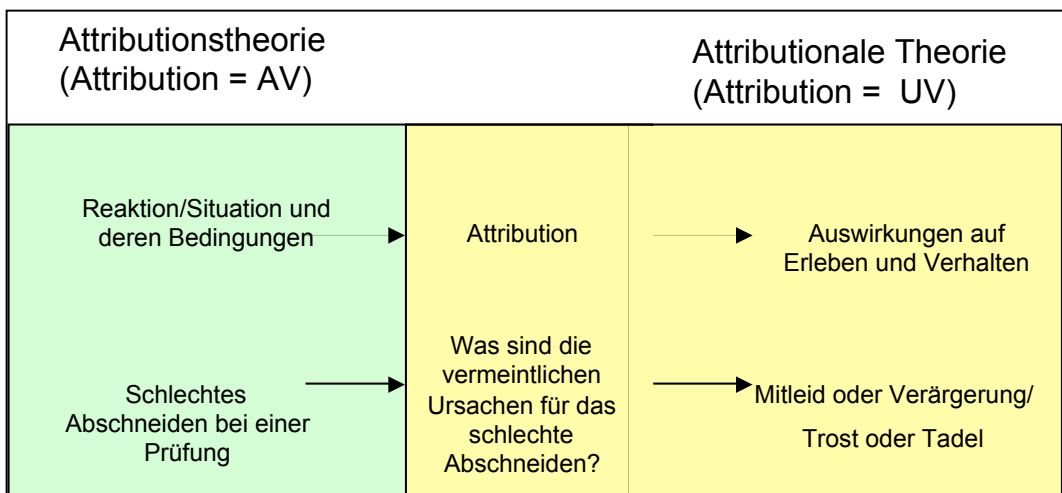 Attributionstheorie
(Attribution = AV)
Attributionale Theorie
(Attribution =  UV)
Reaktion/Situation und
deren Bedingungen
Attribution
Auswirkungen auf
Erleben und Verhalten
Schlechtes
Abschneiden bei einer
Prüfung
Was sind die
vermeintlichen
Ursachen für das
schlechte
Abschneiden?
Mitleid oder Verärgerung/
Trost oder Tadel